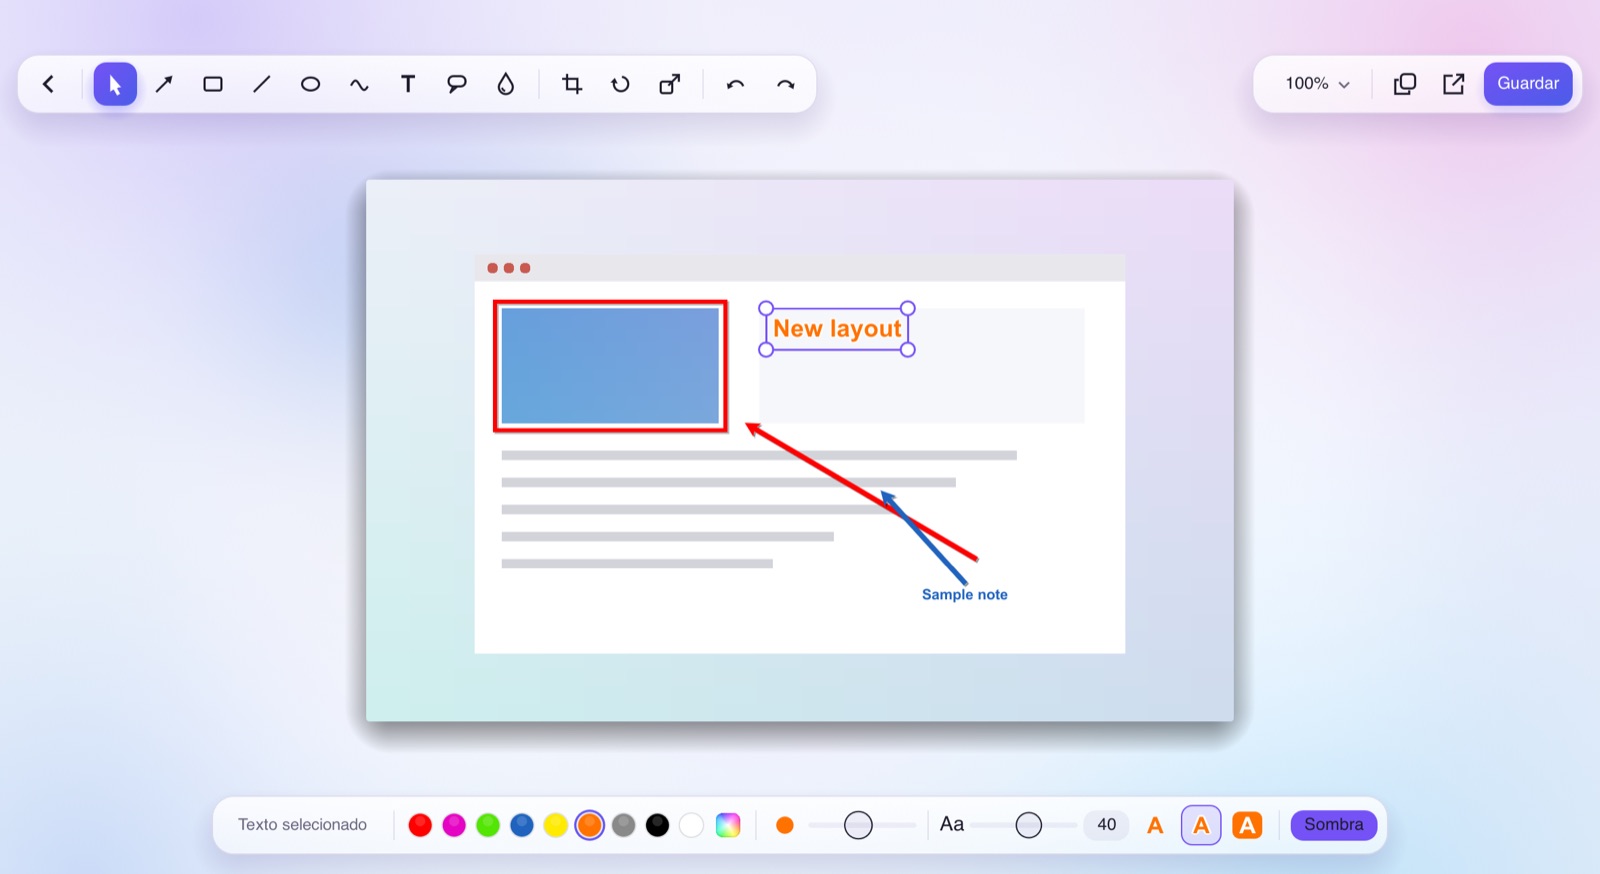 100%
Guardar
New layout
Sample note
Texto selecionado
Aa
40
A
A
A
Sombra